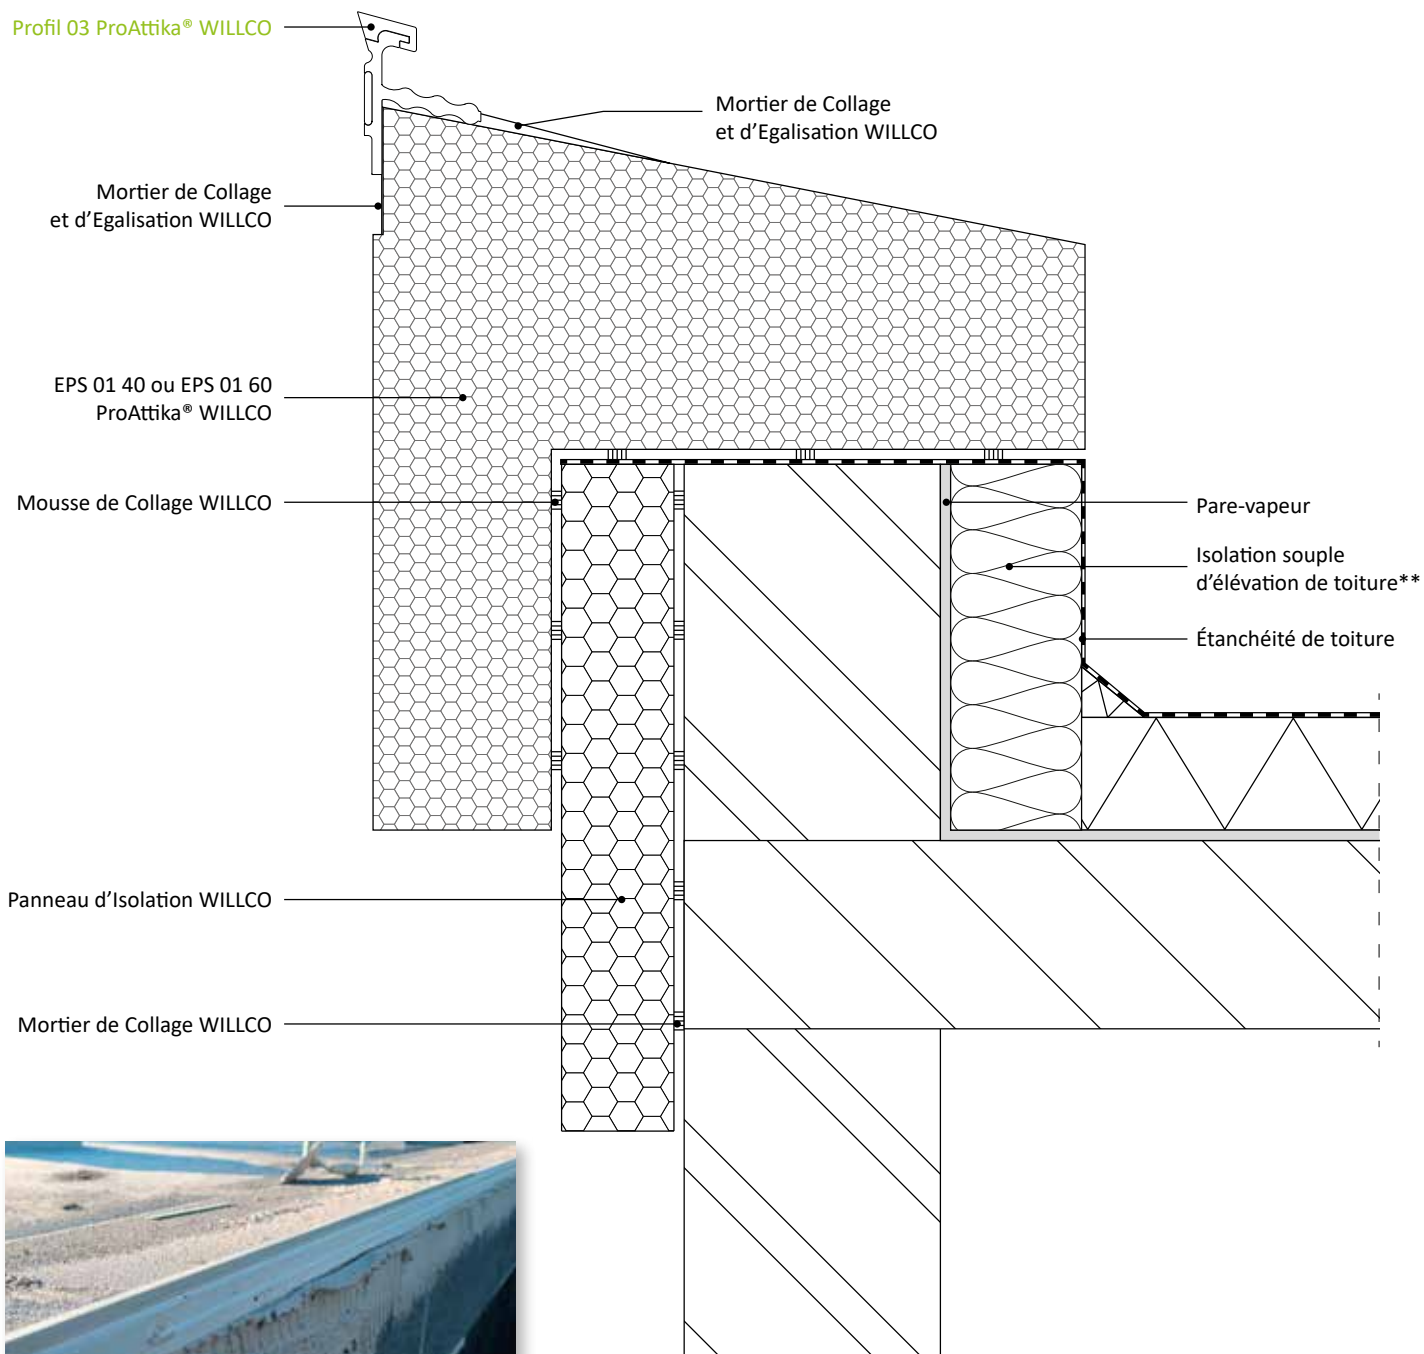 Profil 03 ProAttika® WILLCO
Mortier de Collage
et d’Egalisation WILLCO
Mortier de Collage
et d’Egalisation WILLCO
EPS 01 40 ou EPS 01 60
ProAttika® WILLCO
Mousse de Collage WILLCO
Pare-vapeur
Isolation souple
d’élévation de toiture**
Étanchéité de toiture
Panneau d’Isolation WILLCO
Mortier de Collage WILLCO